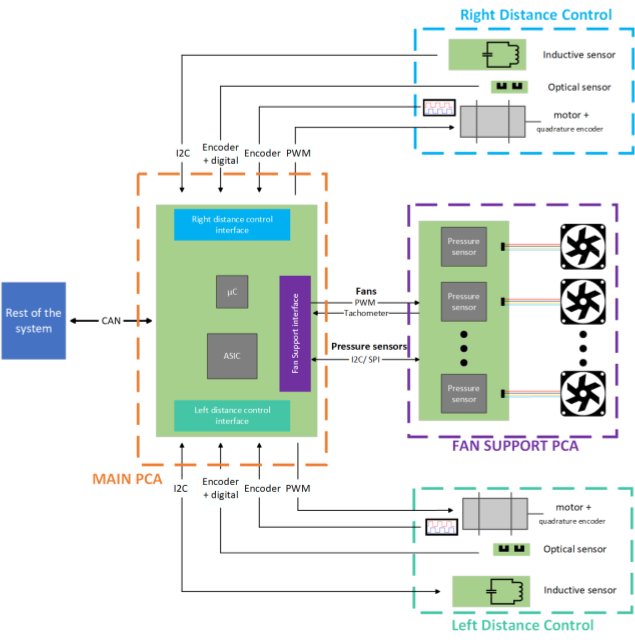 Right Distance Control
Inductive sensor
Optical sensor
motor +
quadrature encoder
I2C
Encoder
+ digital
Encoder
PWM
Right distance control
interface
µC
ASIC
Fan Support interface
Left distance control
interface
MAIN PCA
Rest of the
system
CAN
Fans
PWM
Tachometer
Pressure sensors
I2C/ SPI
Pressure
sensor
Pressure
sensor
Pressure
sensor
FAN SUPPORT PCA
I2C
Encoder
+ digital
Encoder
PWM
motor +
quadrature encoder
Optical sensor
Inductive sensor
Left Distance Control